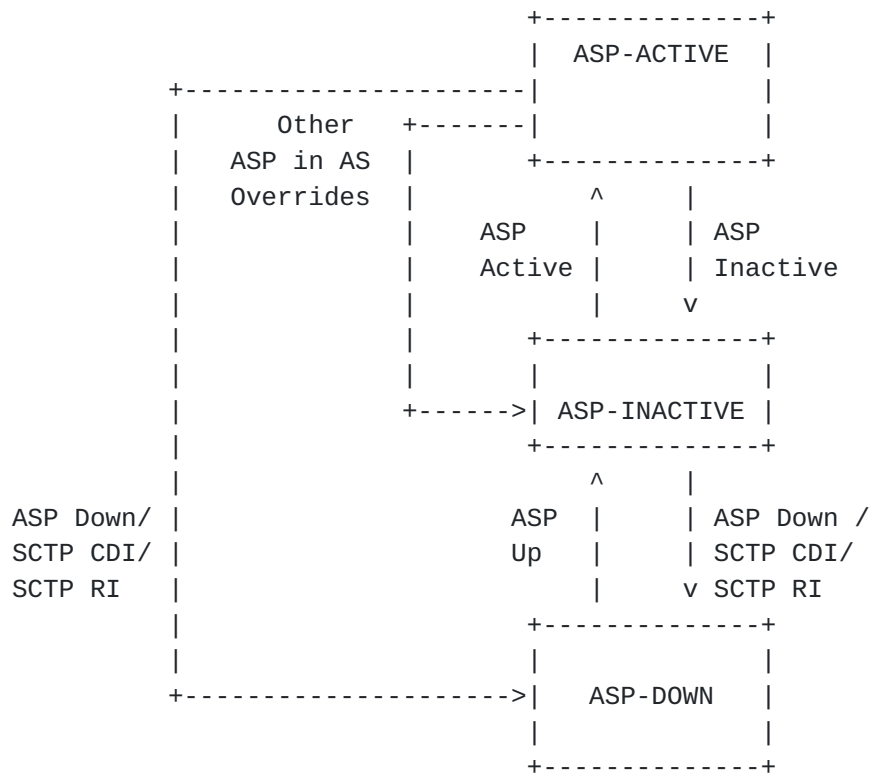 ASP-ACTIVE
Other
ASP in AS
Overrides
ASP ASP
Active Inactive
ASP-INACTIVE
ASP Down/ ASP ASP Down /
SCTP CDI/ Up SCTP CDI/
SCTP RI SCTP RI
ASP-DOWN